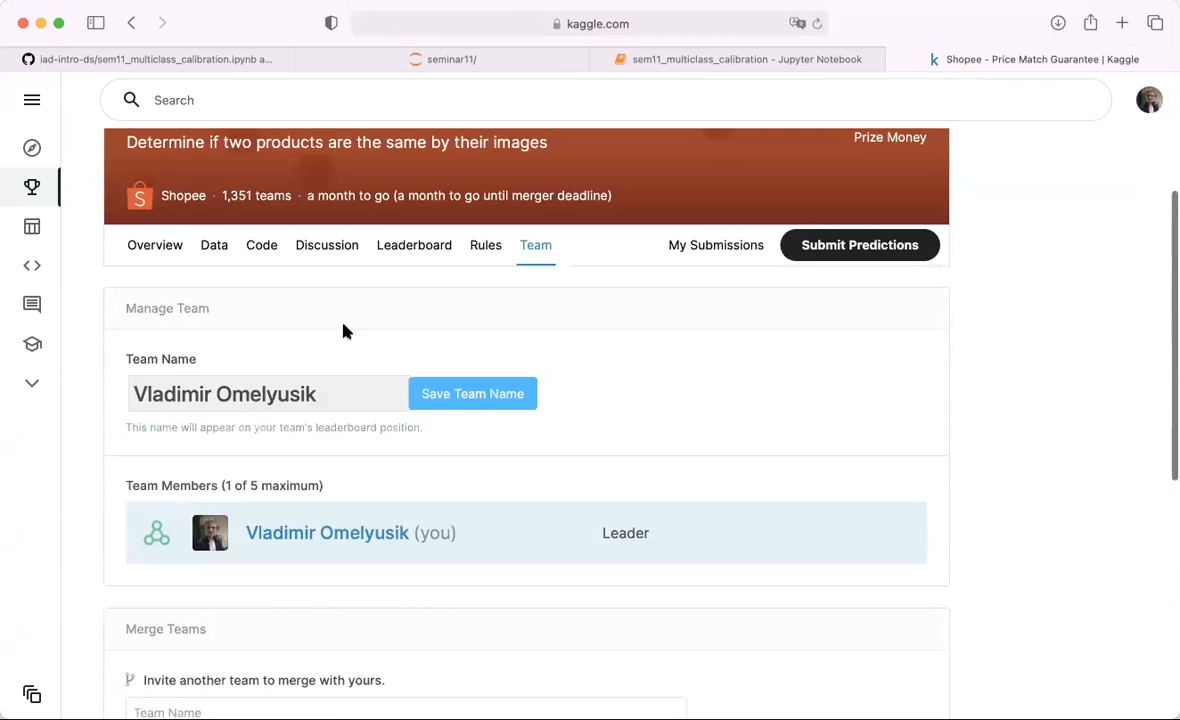 kaggle.com
iad-intro-ds/sem11_multiclass_calibration.ipynb a...
seminar11/
sem11_multiclass_calibration - Jupyter Notebook
Shopee - Price Match Guarantee | Kaggle
Search
Determine if two products are the same by their images
Prize Money
Shopee · 1,351 teams · a month to go (a month to go until merger deadline)
Overview Data Code Discussion Leaderboard Rules Team My Submissions Submit Predictions
Manage Team
Team Name
Vladimir Omelyusik Save Team Name
This name will appear on your team's leaderboard position.
Team Members (1 of 5 maximum)
Vladimir Omelyusik (you) Leader
Merge Teams
Invite another team to merge with yours.
Team Name